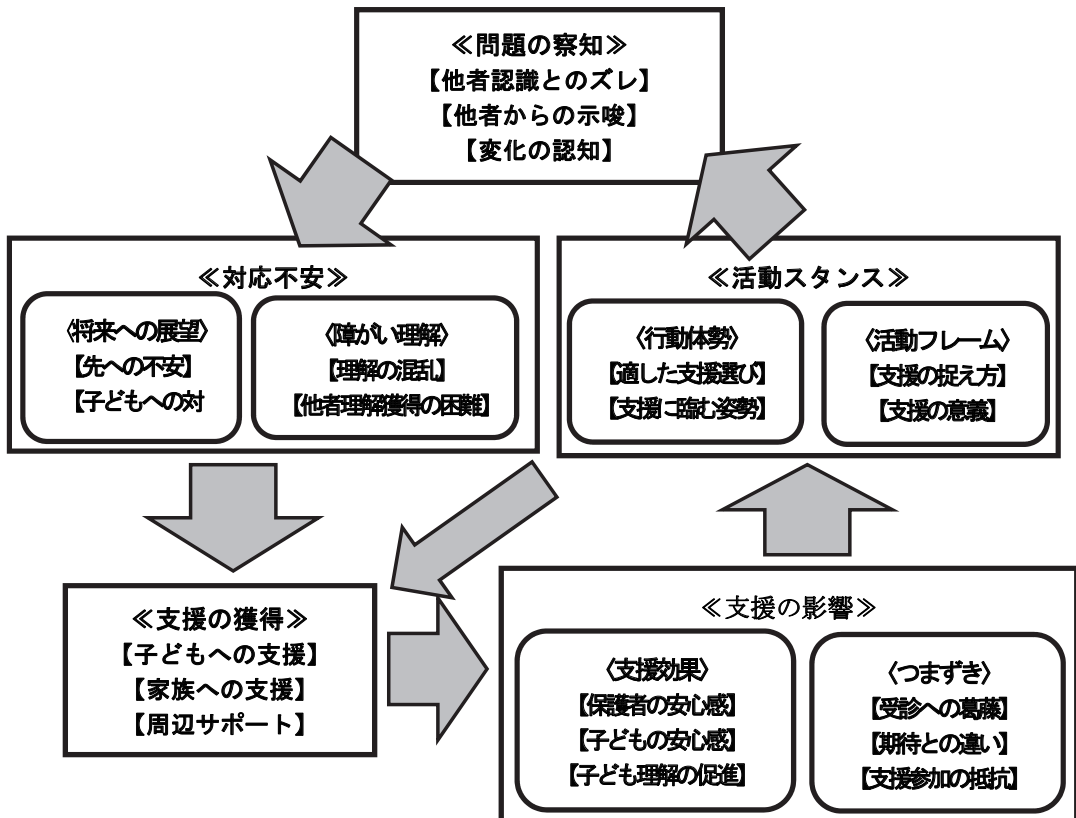 ≪問題の察知≫
【他者認識とのズレ】
【他者からの示唆】
【変化の認知】
≪対応不安≫
〈将来への展望〉
【先への不安】
【子どもへの対
〈障がい理解〉
【理解の混乱】
【他者理解獲得の困難】
≪活動スタンス≫
〈行動体勢〉
【適した支援選び】
【支援に臨む姿勢】
〈活動フレーム〉
【支援の捉え方】
【支援の意義】
≪支援の獲得≫
【子どもへの支援】
【家族への支援】
【周辺サポート】
≪支援の影響≫
〈支援効果〉
【保護者の安心感】
【子どもの安心感】
【子ども理解の促進】
〈つまずき〉
【受診への葛藤】
【期待との違い】
【支援参加の抵抗】